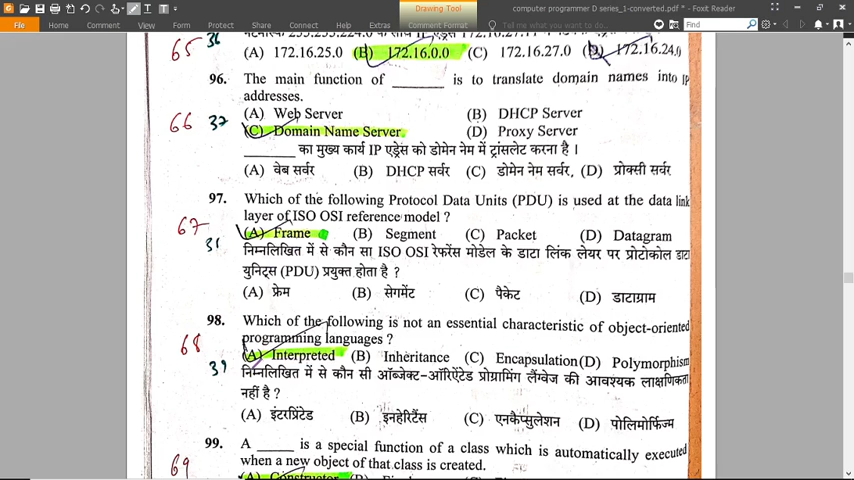 Drawing Tool
computer programmer D series_1-converted.pdf * - Foxit Reader
File Home Comment View Form Protect Share Connect Help Extras Comment Format Tell me what you want to do... Search
65 36
(A) 172.16.25.0 (B) 172.16.0.0 (C) 172.16.27.0 (D) 172.16.24.0
96. The main function of ________ is to translate domain names into IP
addresses.
66 37
(A) Web Server (B) DHCP Server
(C) Domain Name Server (D) Proxy Server
________ का मुख्य कार्य IP एड्रेस को डोमेन नेम में ट्रांसलेट करना है ।
(A) वेब सर्वर (B) DHCP सर्वर (C) डोमेन नेम सर्वर, (D) प्रोक्सी सर्वर
97. Which of the following Protocol Data Units (PDU) is used at the data link
layer of ISO OSI reference model ?
67
(A) Frame (B) Segment (C) Packet (D) Datagram
निम्नलिखित में से कौन सा ISO OSI रेफरेंस मोडेल के डाटा लिंक लेयर पर प्रोटोकोल डाटा
युनिट्स (PDU) प्रयुक्त होता है ?
(A) फ्रेम (B) सेगमेंट (C) पैकेट (D) डाटाग्राम
98. Which of the following is not an essential characteristic of object-oriented
programming languages ?
68
(A) Interpreted (B) Inheritance (C) Encapsulation (D) Polymorphism
39
निम्नलिखित में से कौन सी ऑब्जेक्ट-ऑरिऐंटेड प्रोग्रामिंग लैंग्वेज की आवश्यक लाक्षणिकता
नहीं है ?
(A) इंटरप्रिंटेड (B) इनहेरिटैंस (C) एनकैप्सुलेशन (D) पोलिमोर्फिज्म
99. A ______ is a special function of a class which is automatically executed
when a new object of that class is created.
69
(A) Constructor (B)